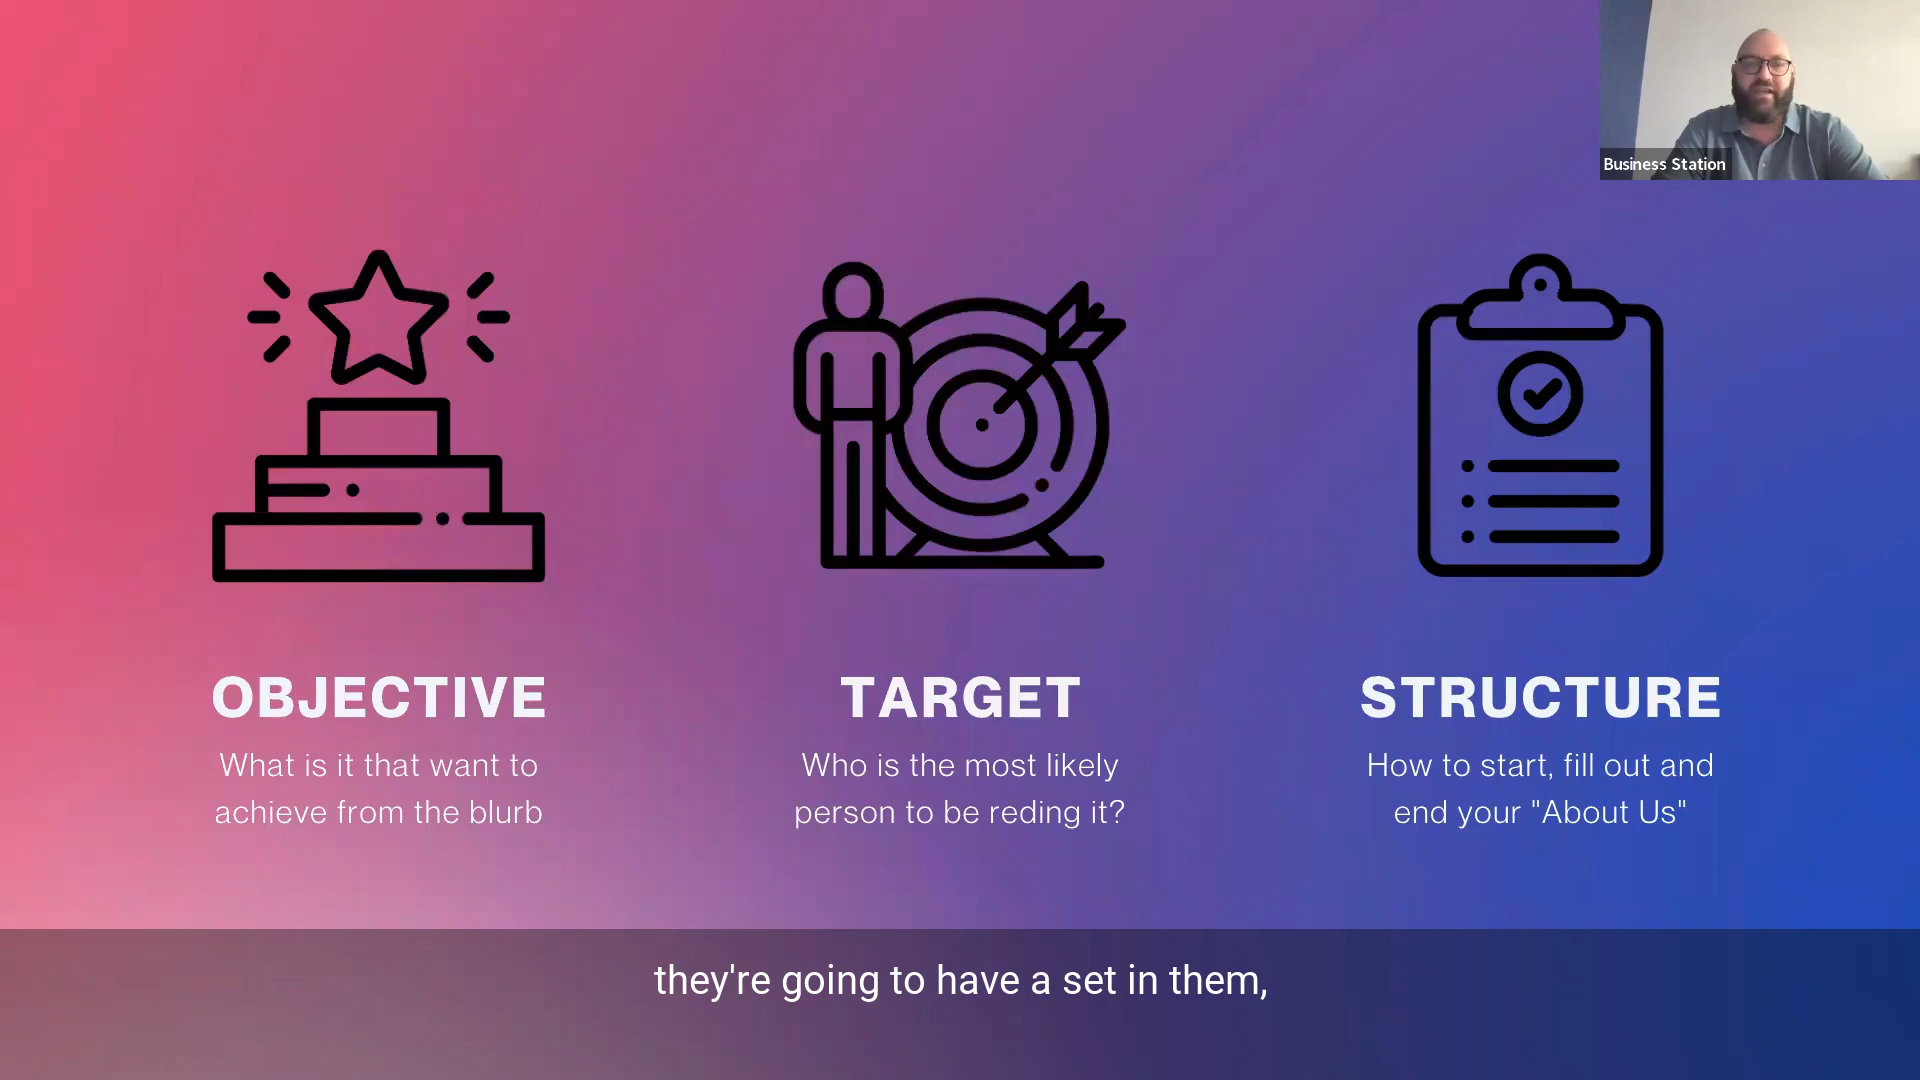 Business Station
OBJECTIVE
What is it that want to
achieve from the blurb
TARGET
Who is the most likely
person to be reding it?
STRUCTURE
How to start, fill out and
end your "About Us"
they're going to have a set in them,